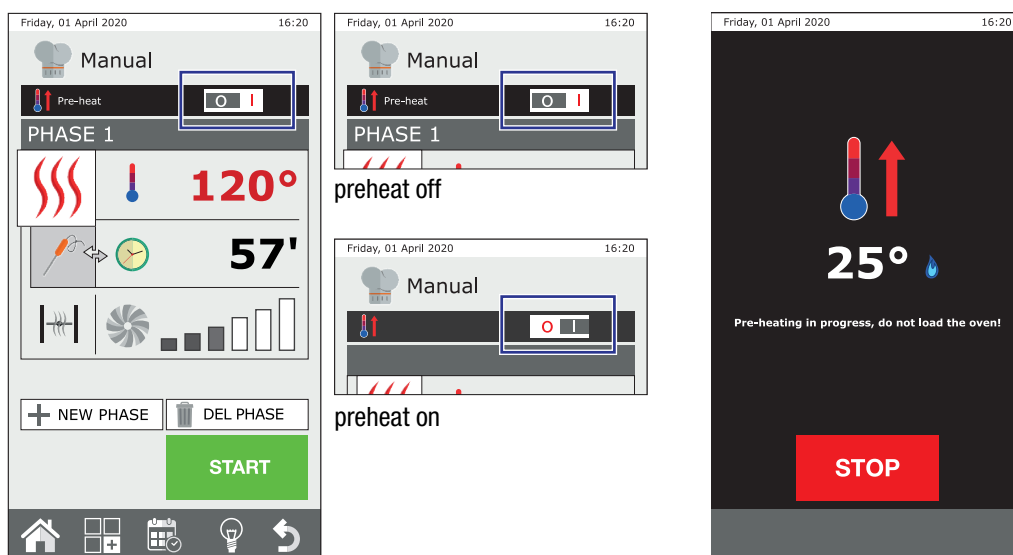 Friday, 01 April 2020 16:20
Manual
Pre-heat O I
PHASE 1
120°
57'
NEW PHASE DEL PHASE
START
Friday, 01 April 2020 16:20
Manual
Pre-heat O I
PHASE 1
preheat off
Friday, 01 April 2020 16:20
Manual
O I
preheat on
Friday, 01 April 2020 16:20
25°
Pre-heating in progress, do not load the oven!
STOP